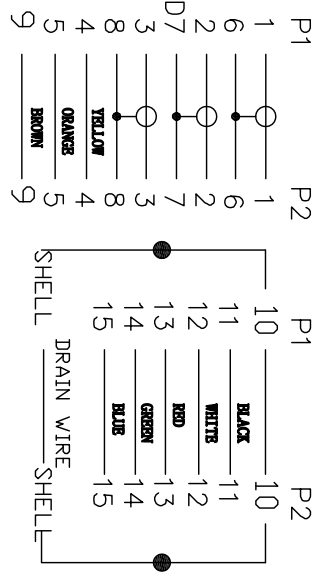 P1 P2
1 1
6 6
2 2
D7 7
3 3
8 8
YELLOW
4 4
ORANGE
5 5
BROWN
9 9
P1 P2
10 10
BLACK
11 11
WHITE
12 12
RED
13 13
GREEN
14 14
BLUE
15 15
DRAIN WIRE
SHELL SHELL